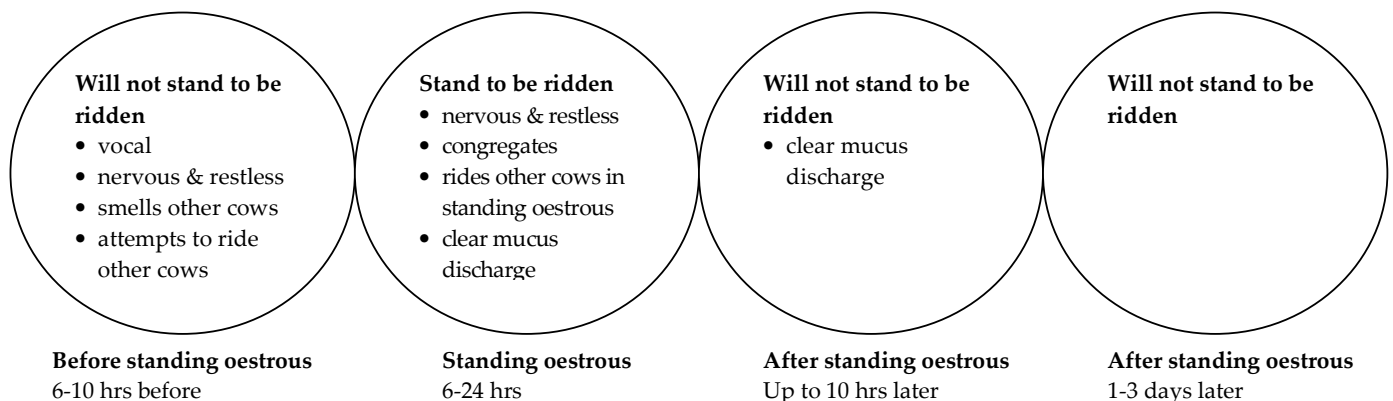 Will not stand to be
ridden
• vocal
• nervous & restless
• smells other cows
• attempts to ride
other cows
Before standing oestrous
6-10 hrs before
Stand to be ridden
• nervous & restless
• congregates
• rides other cows in
standing oestrous
• clear mucus
discharge
Standing oestrous
6-24 hrs
Will not stand to be
ridden
• clear mucus
discharge
After standing oestrous
Up to 10 hrs later
Will not stand to be
ridden
After standing oestrous
1-3 days later